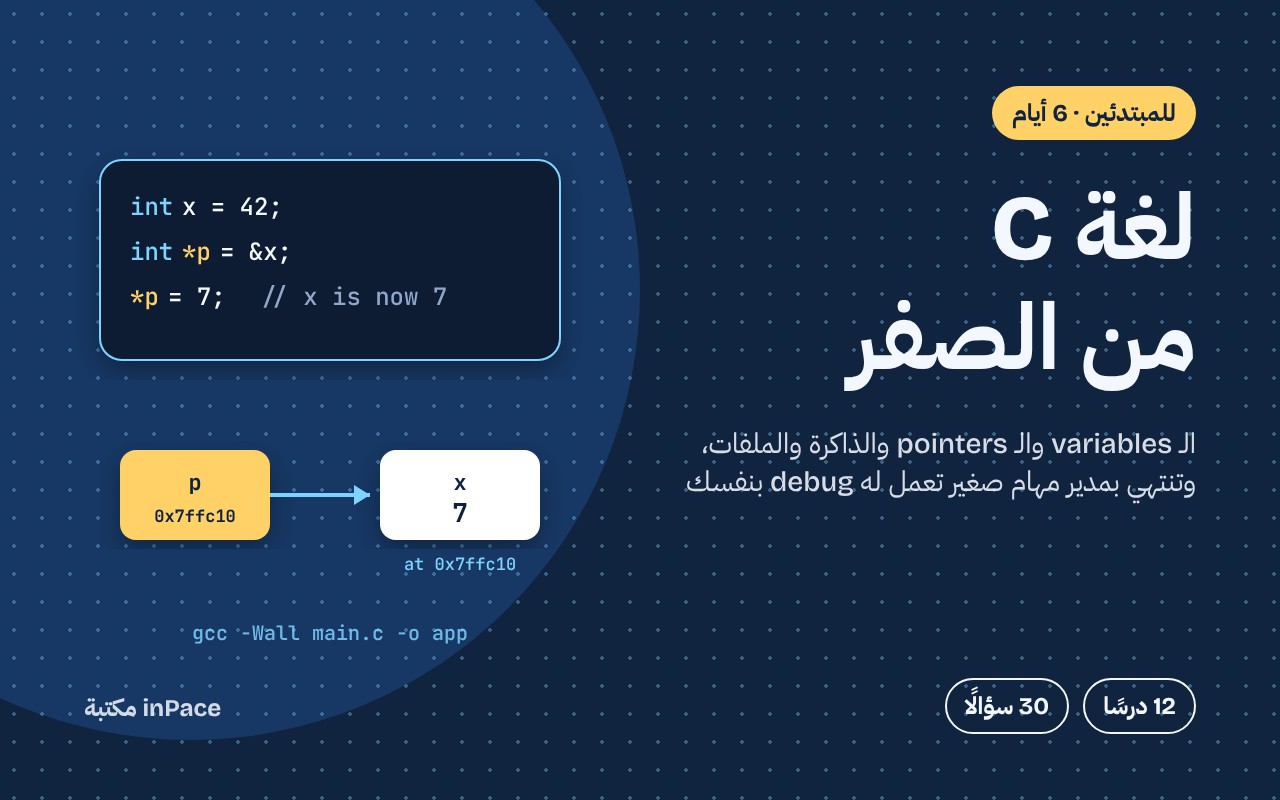 للمبتدئين · 6 أيام
لغة C
من الصفر
الـ variables والـ pointers والذاكرة والملفات،
وتنتهي بمدير مهام صغير تعمل له debug بنفسك
12 درسًا
30 سؤالًا
int x = 42;
int *p = &x;
*p = 7; // x is now 7
p
0x7ffc10
x
7
at 0x7ffc10
gcc -Wall main.c -o app
مكتبة inPace